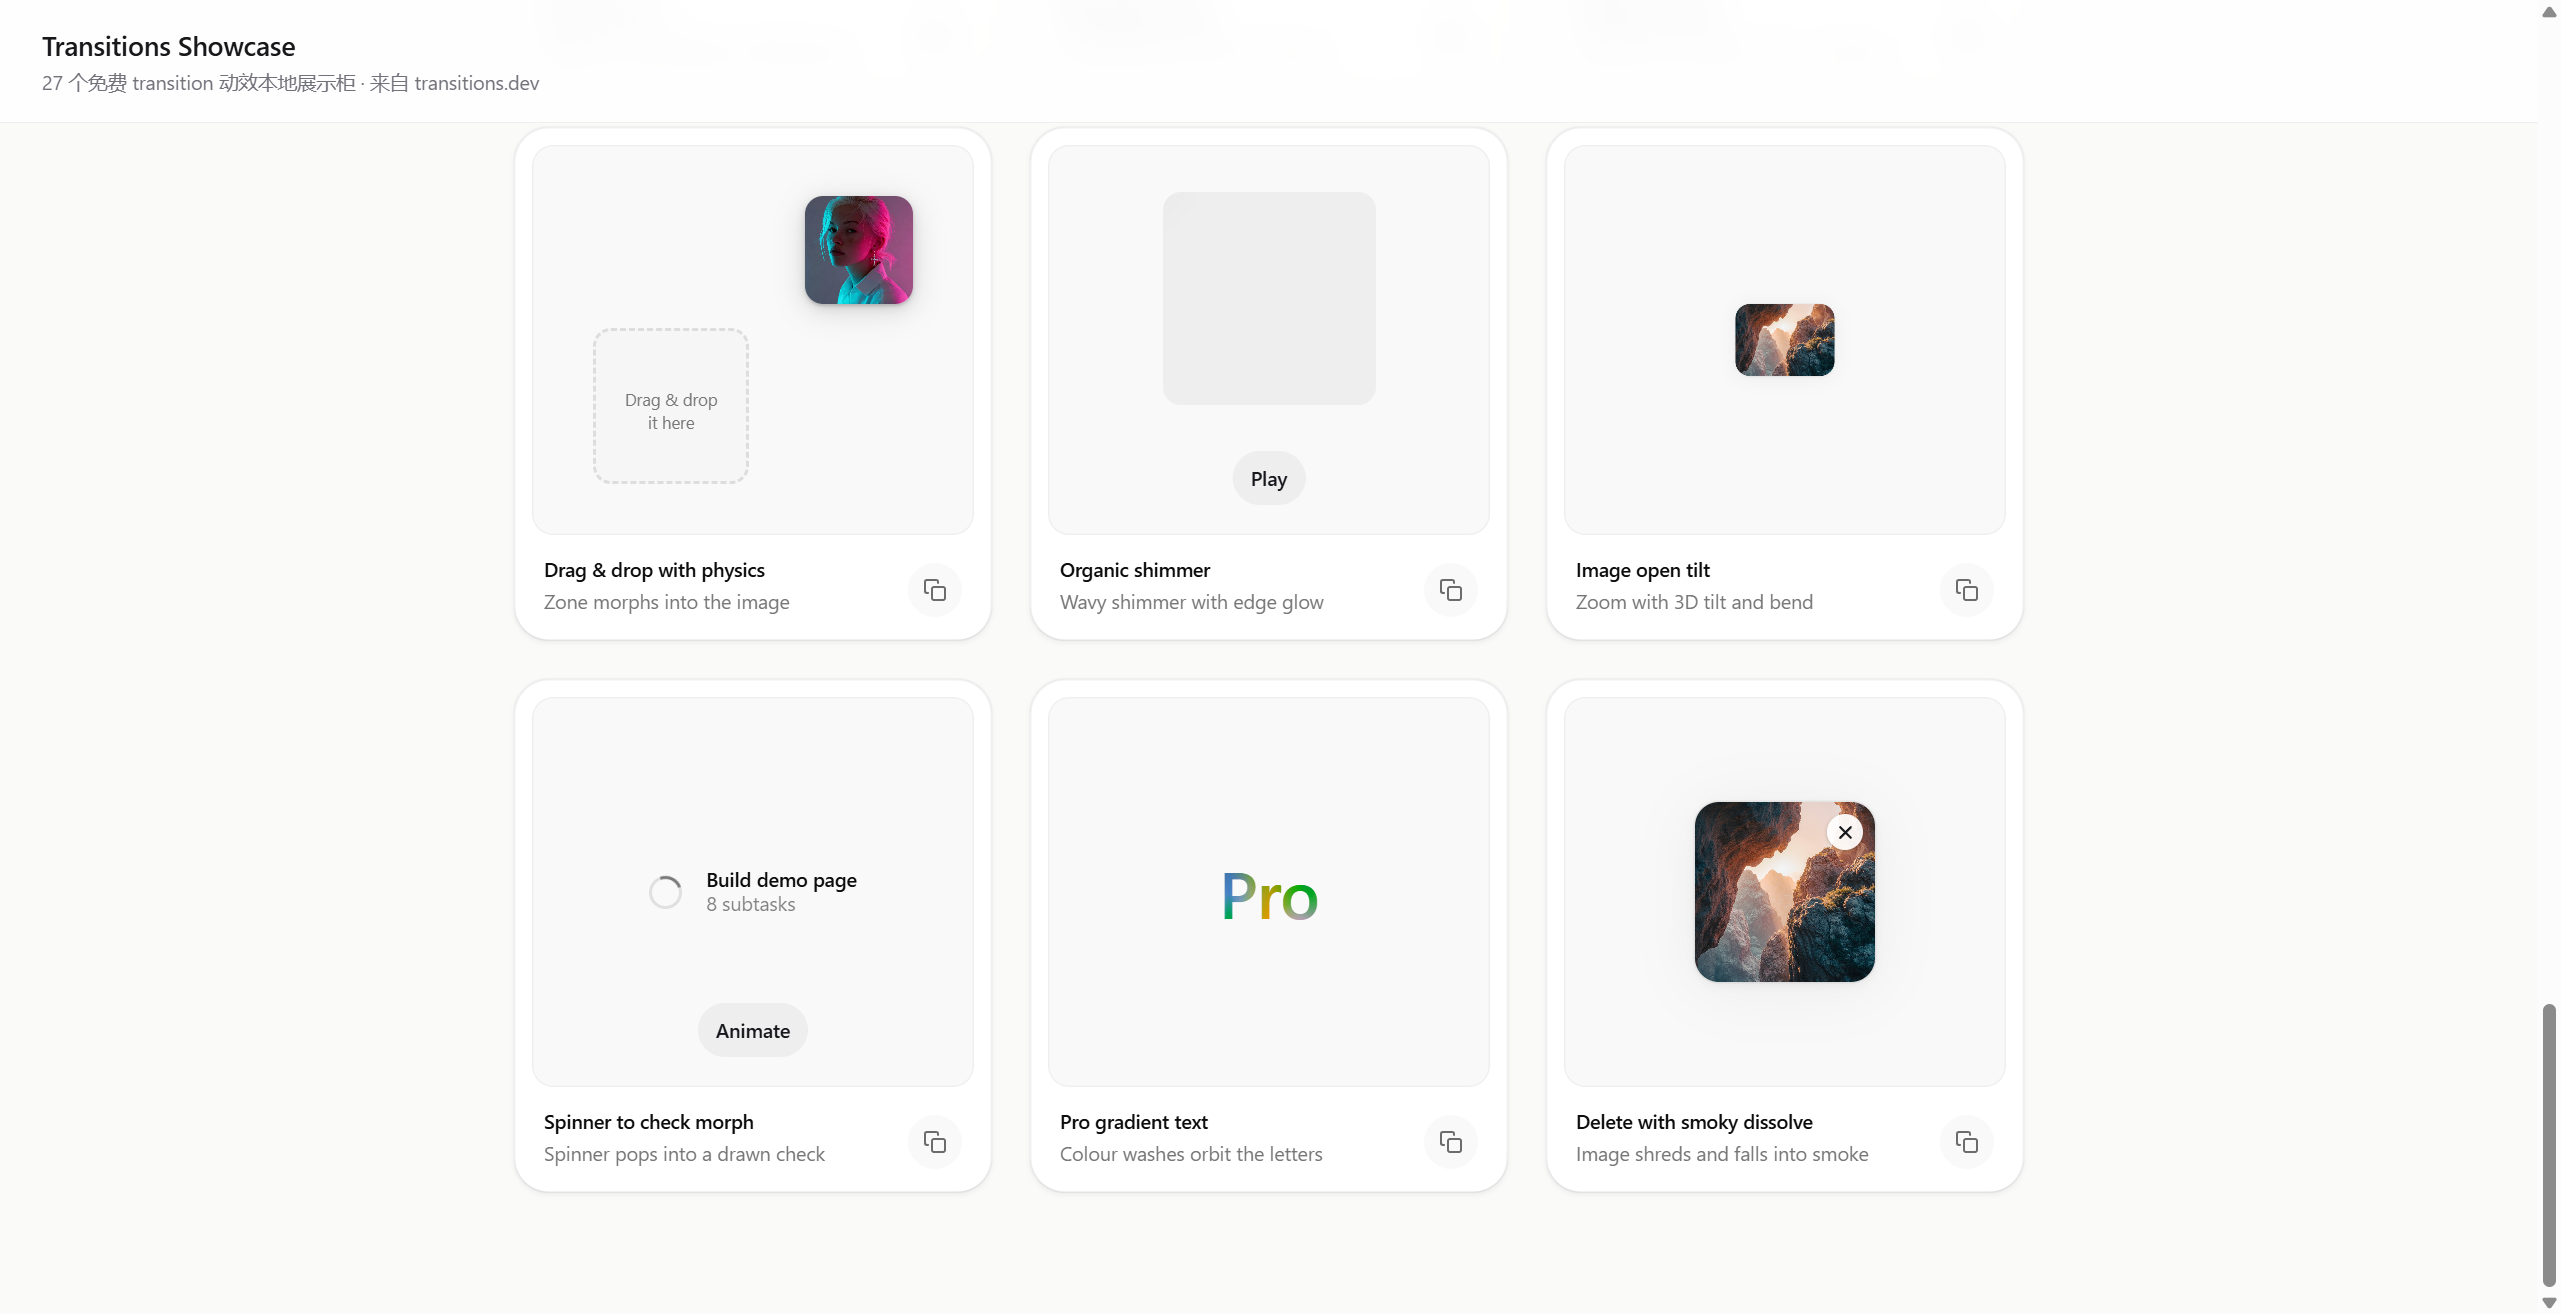 Transitions Showcase
27 个免费 transition 动效本地展示柜 · 来自 transitions.dev
Drag & drop
it here
Drag & drop with physics
Zone morphs into the image
Play
Organic shimmer
Wavy shimmer with edge glow
Image open tilt
Zoom with 3D tilt and bend
Build demo page
8 subtasks
Animate
Spinner to check morph
Spinner pops into a drawn check
Pro
Pro gradient text
Colour washes orbit the letters
Delete with smoky dissolve
Image shreds and falls into smoke